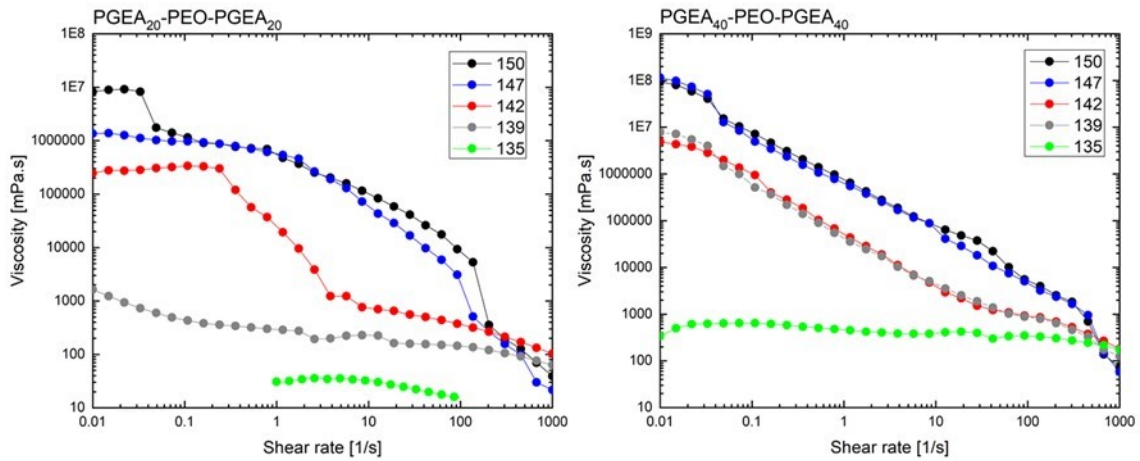 PGEA20-PEO-PGEA20
1E8
1E7
1000000
100000
10000
1000
100
10
Viscosity [mPa.s]
0.01 0.1 1 10 100 1000
Shear rate [1/s]
150
147
142
139
135
PGEA40-PEO-PGEA40
1E9
1E8
1E7
1000000
100000
10000
1000
100
10
Viscosity [mPa.s]
0.01 0.1 1 10 100 1000
Shear rate [1/s]
150
147
142
139
135